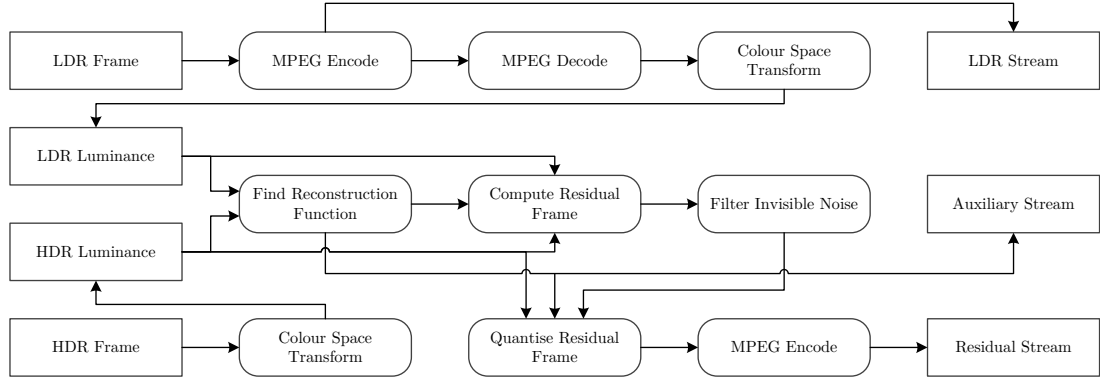 LDR Frame
MPEG Encode
MPEG Decode
Colour Space
Transform
LDR Stream
LDR Luminance
Find Reconstruction
Function
Compute Residual
Frame
Filter Invisible Noise
Auxiliary Stream
HDR Luminance
HDR Frame
Colour Space
Transform
Quantise Residual
Frame
MPEG Encode
Residual Stream